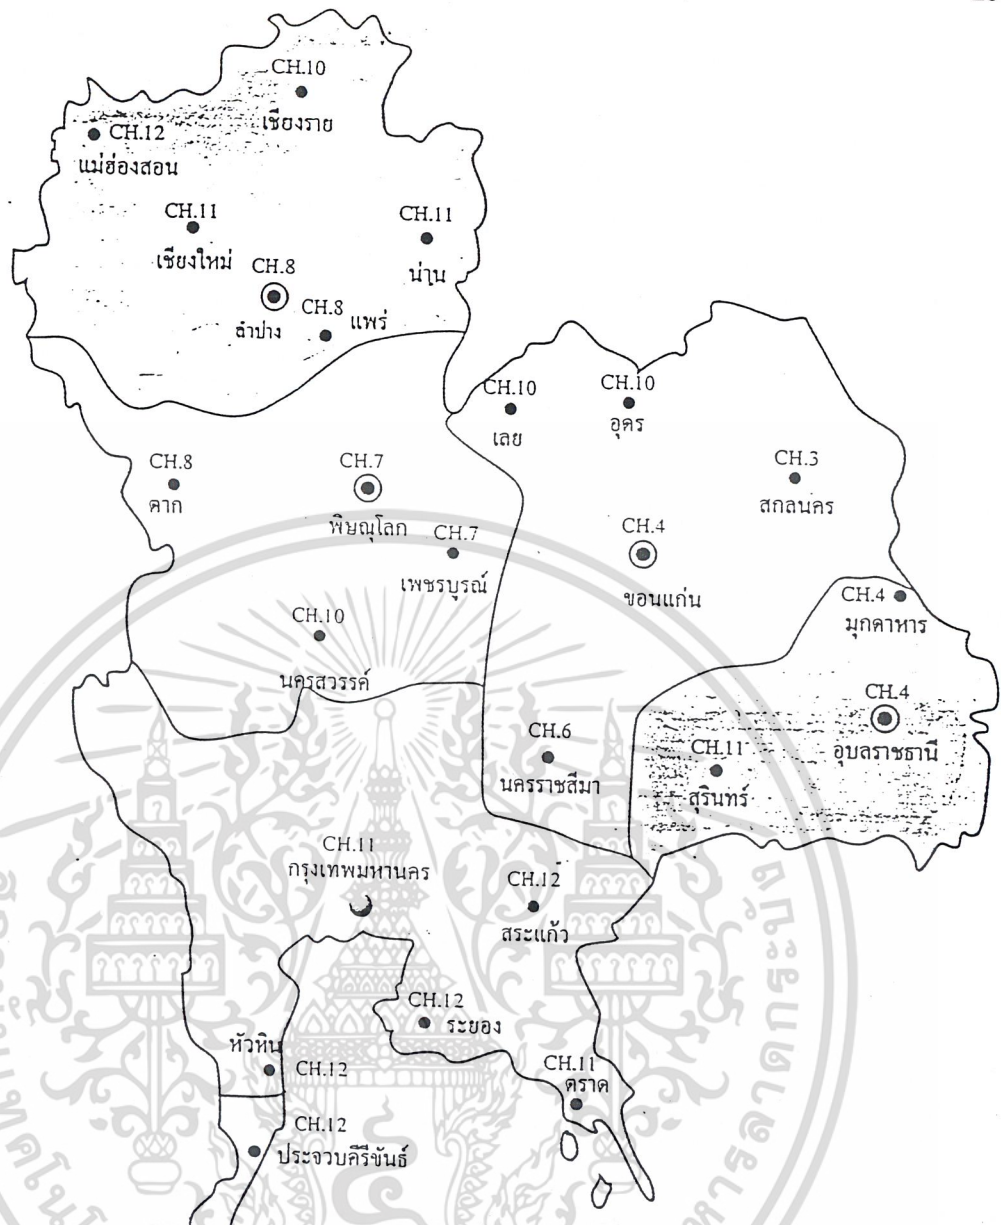 CH.10
เชียงราย
CH.12
แม่ฮ่องสอน
CH.11
เชียงใหม่
CH.11
น่าน
CH.8
ลำปาง
CH.8
แพร่
CH.10
เลย
CH.10
อุดร
CH.3
สกลนคร
CH.8
ตาก
CH.7
พิษณุโลก
CH.7
เพชรบูรณ์
CH.4
ขอนแก่น
CH.4
มุกดาหาร
CH.10
นครสวรรค์
CH.4
อุบลราชธานี
CH.6
นครราชสีมา
CH.11
สุรินทร์
CH.11
กรุงเทพมหานคร
CH.12
สระแก้ว
CH.12
ระยอง
หัวหิน
CH.12
CH.11
ตราด
CH.12
ประจวบคีรีขันธ์